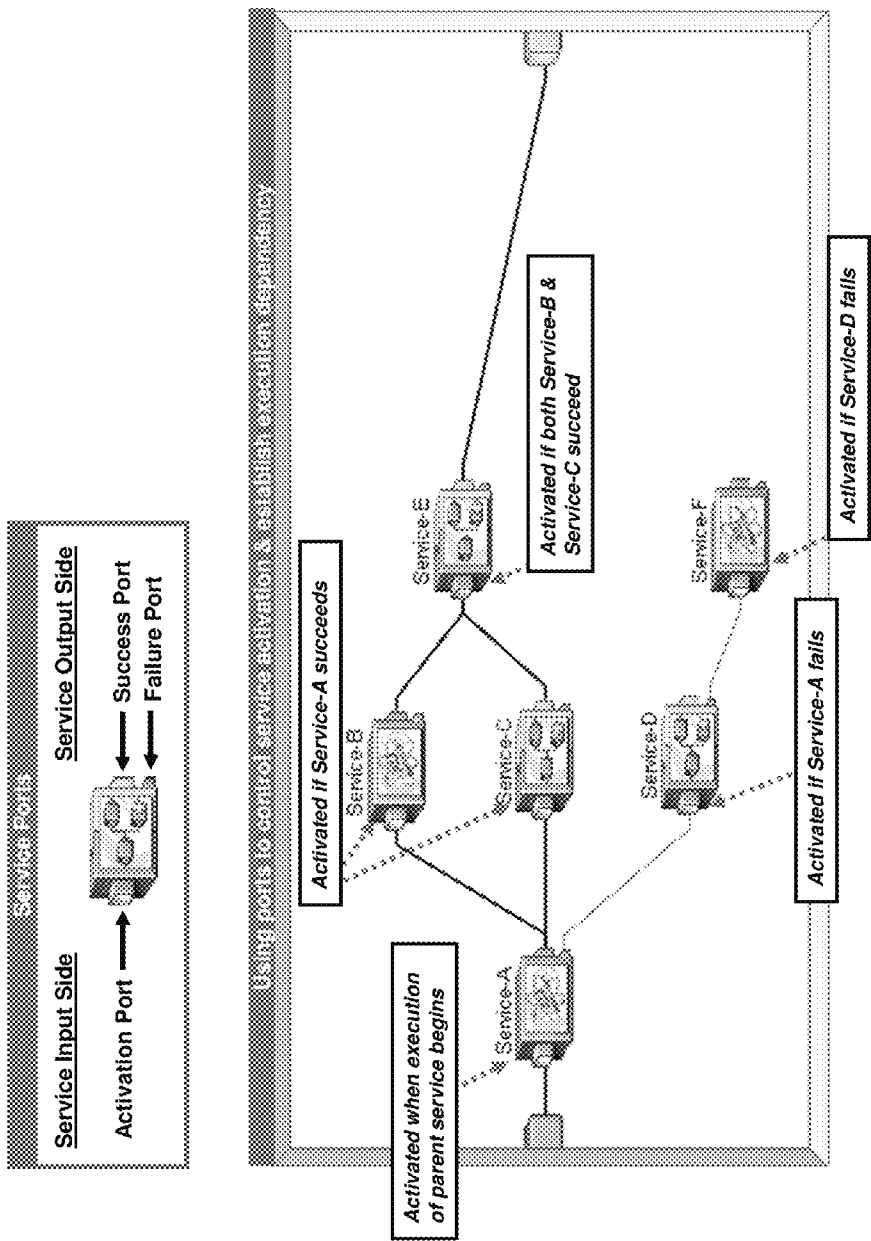 Service Ports
Service Input Side
Service Output Side
Activation Port
Success Port
Failure Port
Using ports to control service activation & establish execution dependency
Activated when execution
of parent service begins
Service-A
Activated if Service-A succeeds
Service-B
Service-C
Service-E
Activated if both Service-B &
Service-C succeed
Service-D
Service-F
Activated if Service-A fails
Activated if Service-D fails